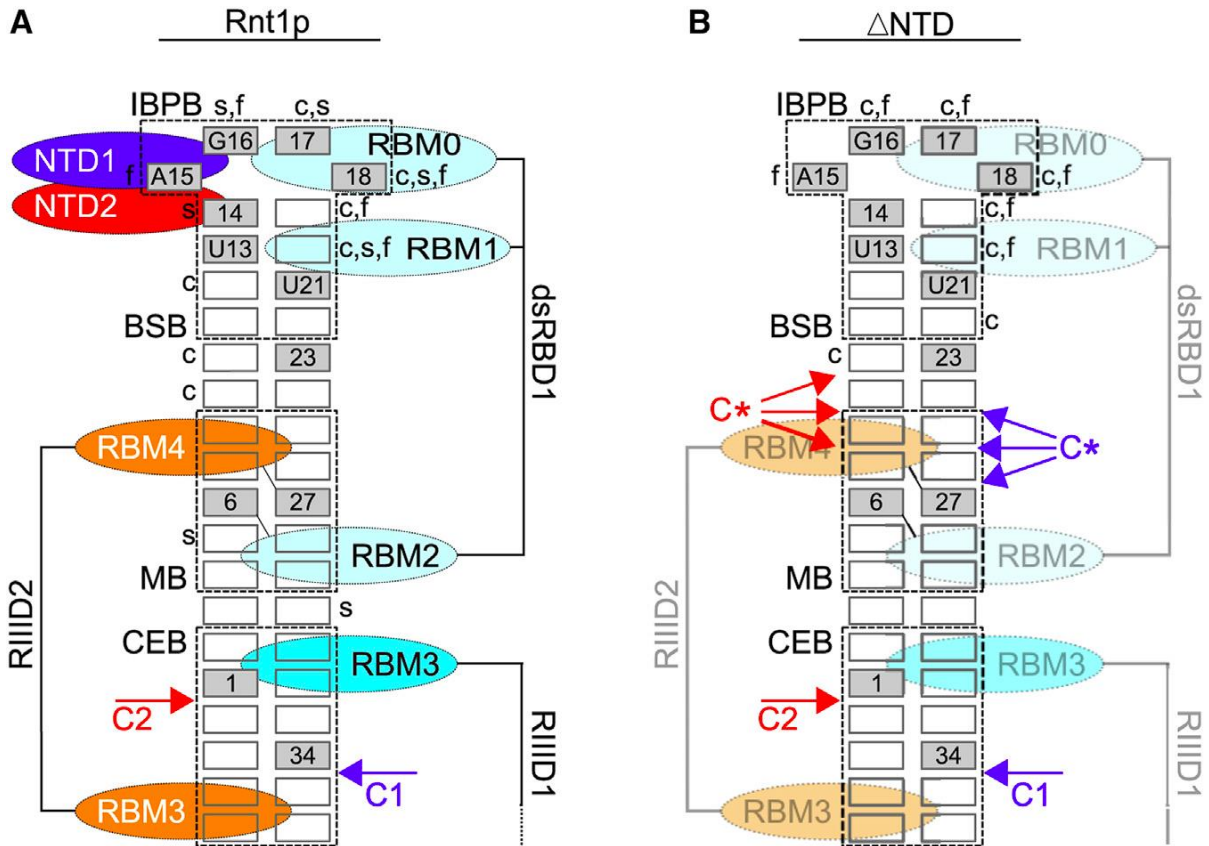 A
Rnt1p
IBPB s,f c,s
G16 17 RBM0
NTD1
f A15 18 c,s,f
NTD2
s 14 c,f
U13 c,s,f RBM1
c U21
BSB
c 23
c
dsRBD1
RBM4
6 27
s RBM2
MB
s
CEB
RBM3
1
C2
RIIID2
RIIID1
34
C1
RBM3
B
△NTD
IBPB c,f c,f
G16 17 RBM0
f A15 18 c,f
14 c,f
U13 c,f RBM1
U21
BSB c
c 23
C*
dsRBD1
RBM4 C*
6 27
RBM2
MB
CEB
RBM3
1
C2
RIIID2
RIIID1
34
C1
RBM3